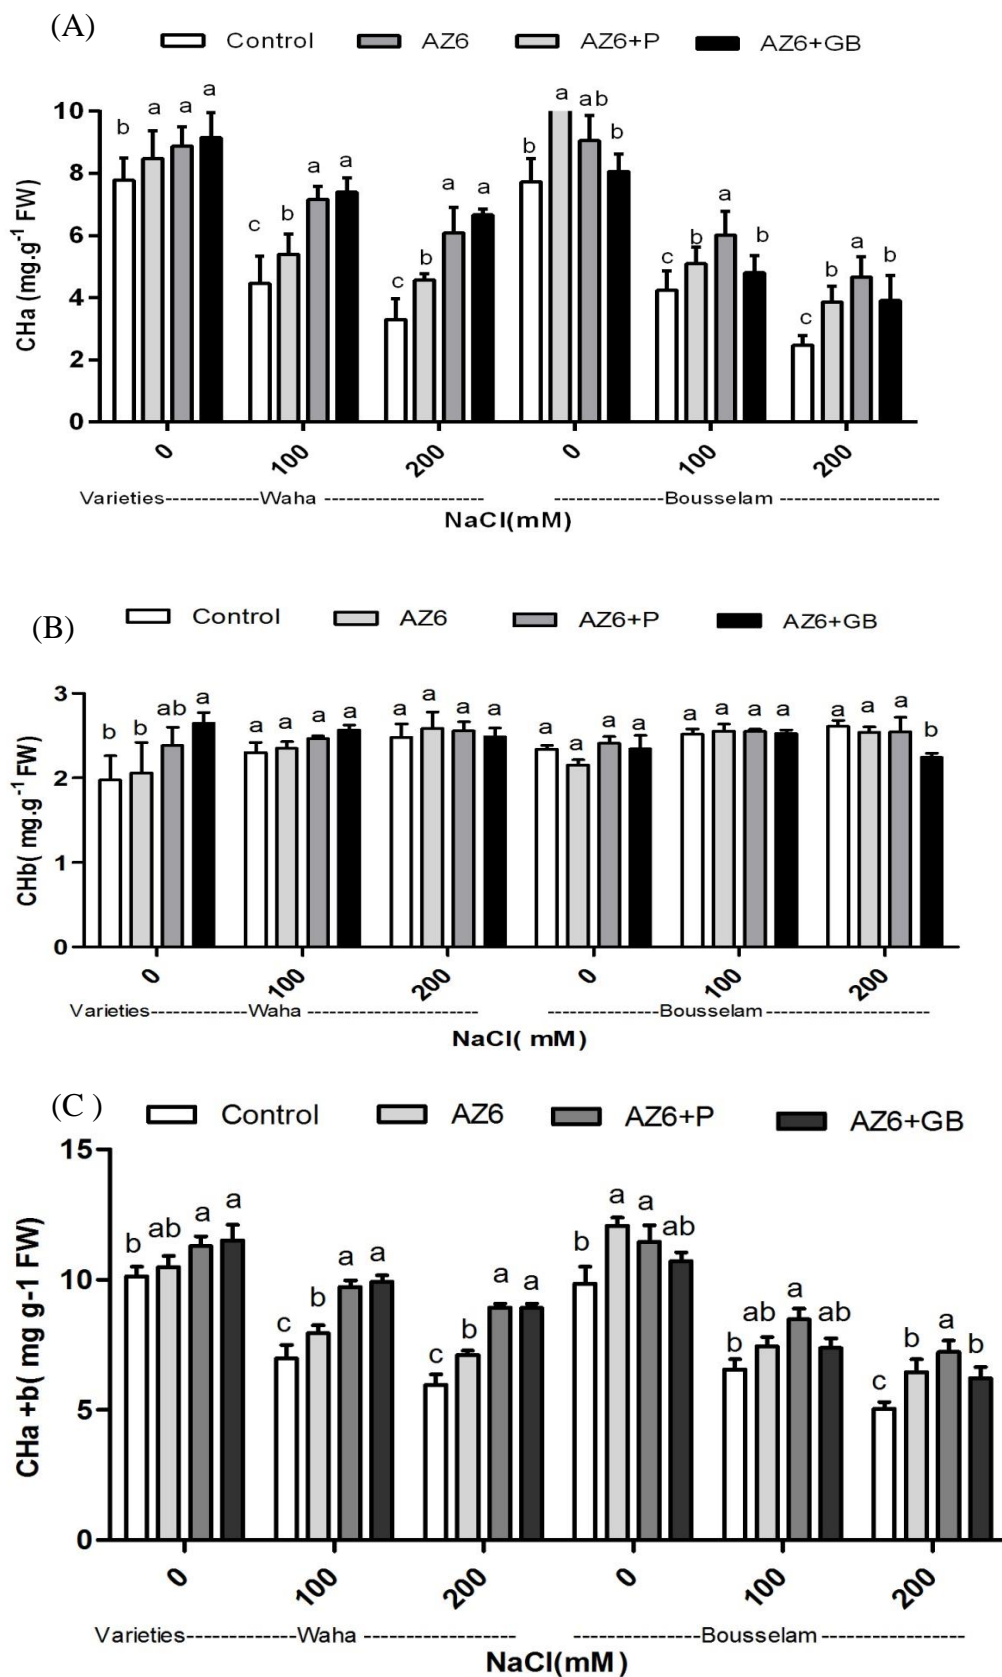 (A)
Control AZ6 AZ6+P AZ6+GB
CHa (mg.g-1 FW)
10
8
6
4
2
0
b a a a c b a a c b a a b a ab b c b a b c b a b
0 100 200 0 100 200
Varieties-------------Waha ---------------------- ---------------Bousselam ----------------------
NaCl(mM)
(B)
Control AZ6 AZ6+P AZ6+GB
CHb( mg.g-1 FW)
3
2
1
0
b b ab a a a a a a a a a a a a a a a a a a a a b
0 100 200 0 100 200
Varieties-------------Waha ----------------------- ---------------Bousselam ----------------------
NaCl( mM)
(C )
Control AZ6 AZ6+P AZ6+GB
CHa +b( mg g-1 FW)
15
10
5
0
b ab a a c b a a c b a a b a a ab b ab a ab c b a b
0 100 200 0 100 200
Varieties-------------Waha -------------------- ----------------Bousselam --------------------
NaCl(mM)